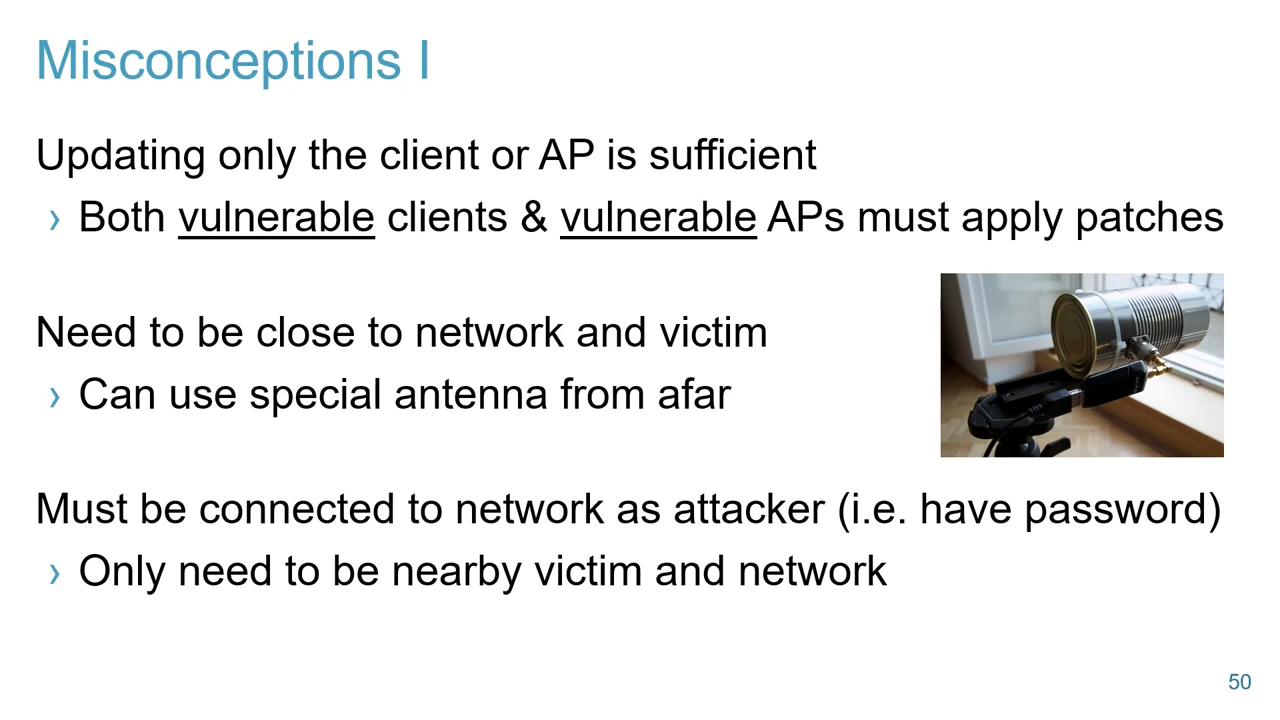 Misconceptions I
Updating only the client or AP is sufficient
› Both vulnerable clients & vulnerable APs must apply patches
Need to be close to network and victim
› Can use special antenna from afar
Must be connected to network as attacker (i.e. have password)
› Only need to be nearby victim and network
50